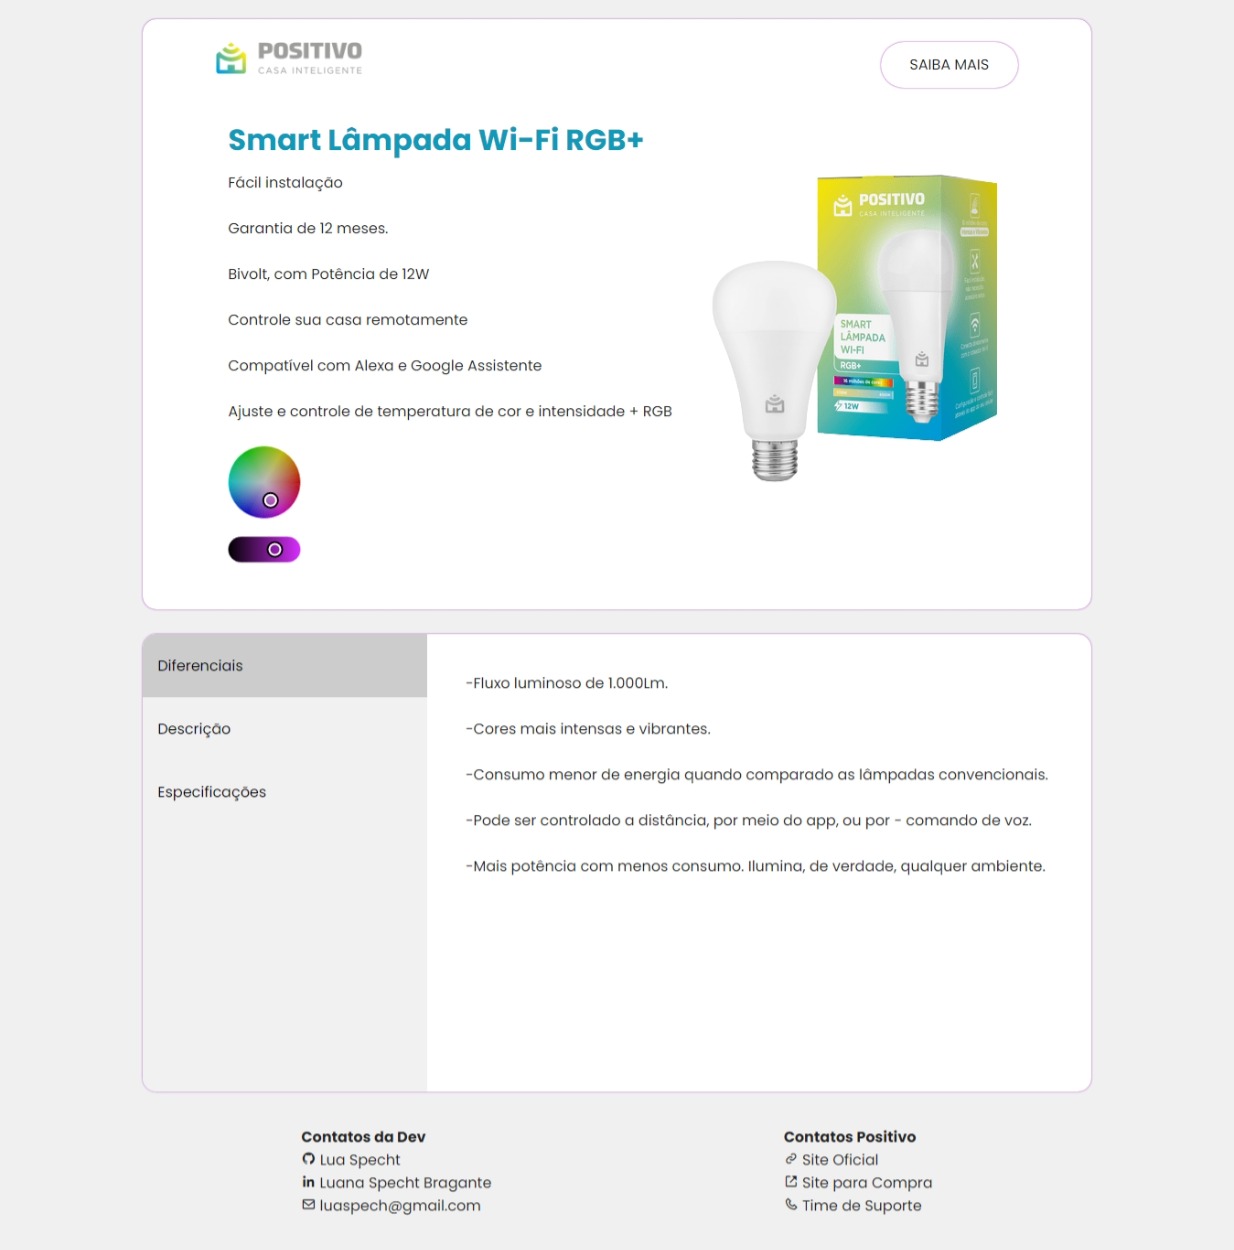 POSITIVO
CASA INTELIGENTE
SAIBA MAIS
Smart Lâmpada Wi-Fi RGB+
Fácil instalação
Garantia de 12 meses.
Bivolt, com Potência de 12W
Controle sua casa remotamente
Compatível com Alexa e Google Assistente
Ajuste e controle de temperatura de cor e intensidade + RGB
POSITIVO
CASA INTELIGENTE
SMART
LÂMPADA
WI-FI
RGB+
12W
Diferenciais
Descrição
Especificações
-Fluxo luminoso de 1.000Lm.
-Cores mais intensas e vibrantes.
-Consumo menor de energia quando comparado as lâmpadas convencionais.
-Pode ser controlado a distância, por meio do app, ou por - comando de voz.
-Mais potência com menos consumo. Ilumina, de verdade, qualquer ambiente.
Contatos da Dev
Lua Specht
Luana Specht Bragante
luaspech@gmail.com
Contatos Positivo
Site Oficial
Site para Compra
Time de Suporte